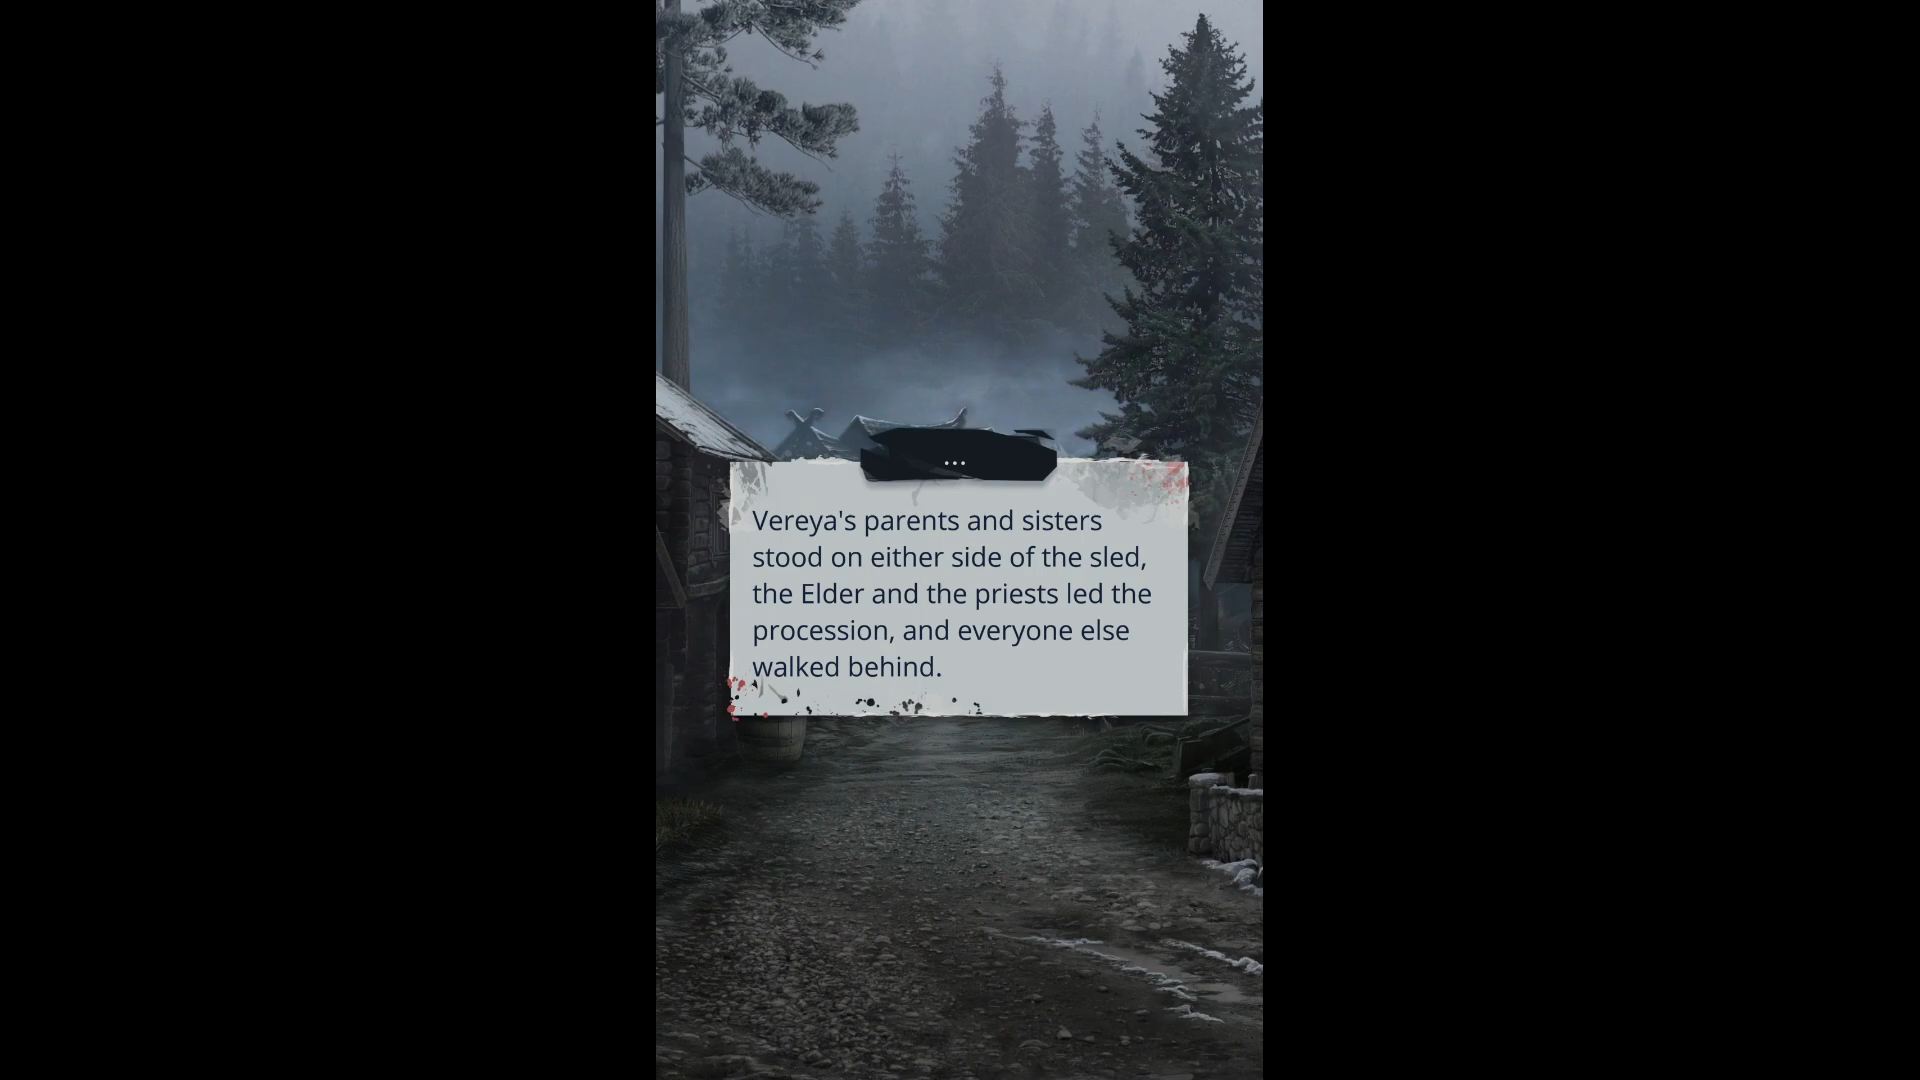 ...
Vereya's parents and sisters
stood on either side of the sled,
the Elder and the priests led the
procession, and everyone else
walked behind.